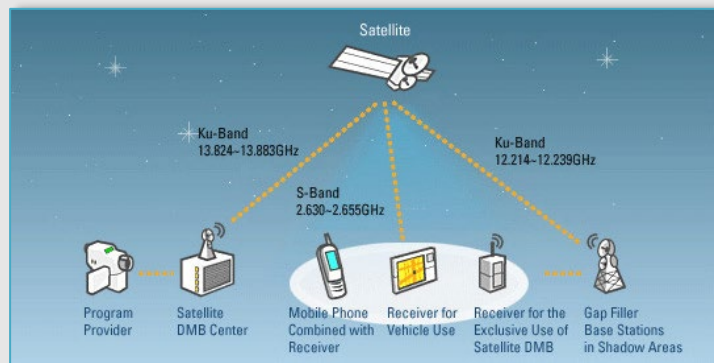 Satellite
Ku-Band
13.824~13.883GHz
Ku-Band
12.214~12.239GHz
S-Band
2.630~2.655GHz
Program
Provider
Satellite
DMB Center
Mobile Phone
Combined with
Receiver
Receiver for
Vehicle Use
Receiver for the
Exclusive Use of
Satellite DMB
Gap Filler
Base Stations
in Shadow Areas